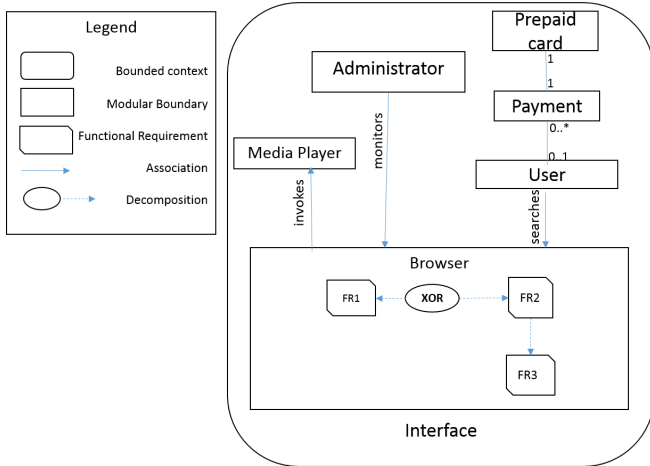 Legend
Bounded context
Modular Boundary
Functional Requirement
Association
Decomposition
Prepaid
card
1
1
Administrator
Payment
0..*
monitors
Media Player
0..1
User
invokes
searches
Browser
FR1
XOR
FR2
FR3
Interface